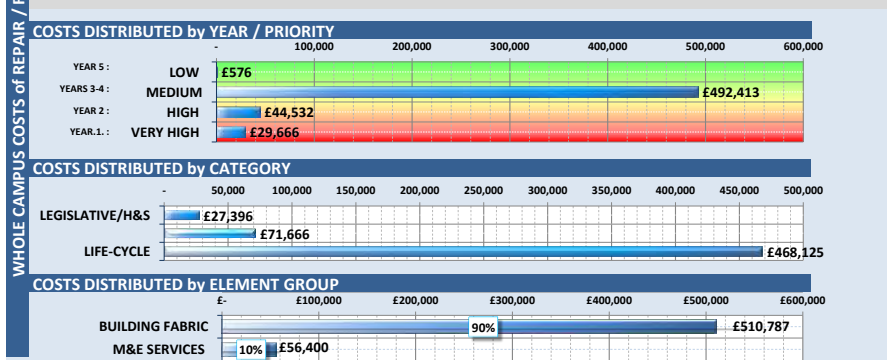 WHOLE CAMPUS COSTS of REPAIR /
COSTS DISTRIBUTED by YEAR / PRIORITY
- 100,000 200,000 300,000 400,000 500,000 600,000
YEAR 5 : LOW £576
YEARS 3-4 : MEDIUM £492,413
YEAR 2 : HIGH £44,532
YEAR.1. : VERY HIGH £29,666
COSTS DISTRIBUTED by CATEGORY
- 50,000 100,000 150,000 200,000 250,000 300,000 350,000 400,000 450,000 500,000
LEGISLATIVE/H&S £27,396
£71,666
LIFE-CYCLE £468,125
COSTS DISTRIBUTED by ELEMENT GROUP
£- £100,000 £200,000 £300,000 £400,000 £500,000 £600,000
BUILDING FABRIC 90% £510,787
M&E SERVICES 10% £56,400